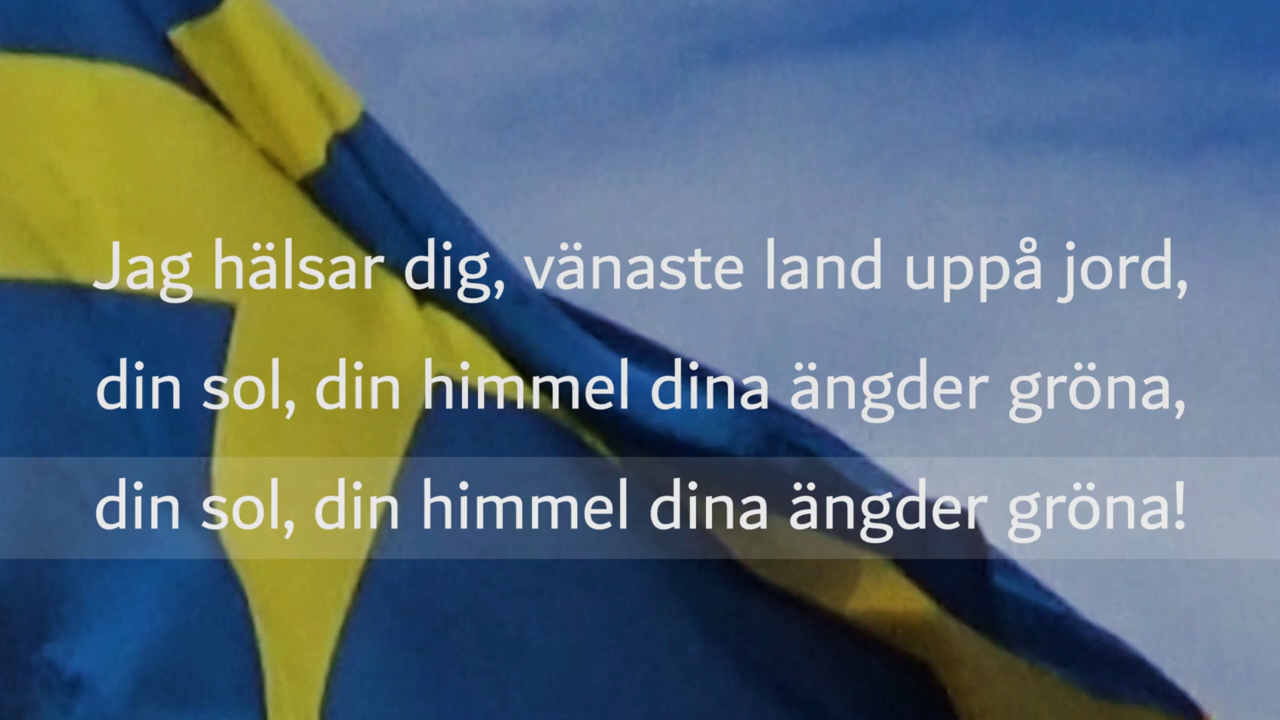 Jag hälsar dig, vänaste land uppå jord,
din sol, din himmel dina ängder gröna,
din sol, din himmel dina ängder gröna!